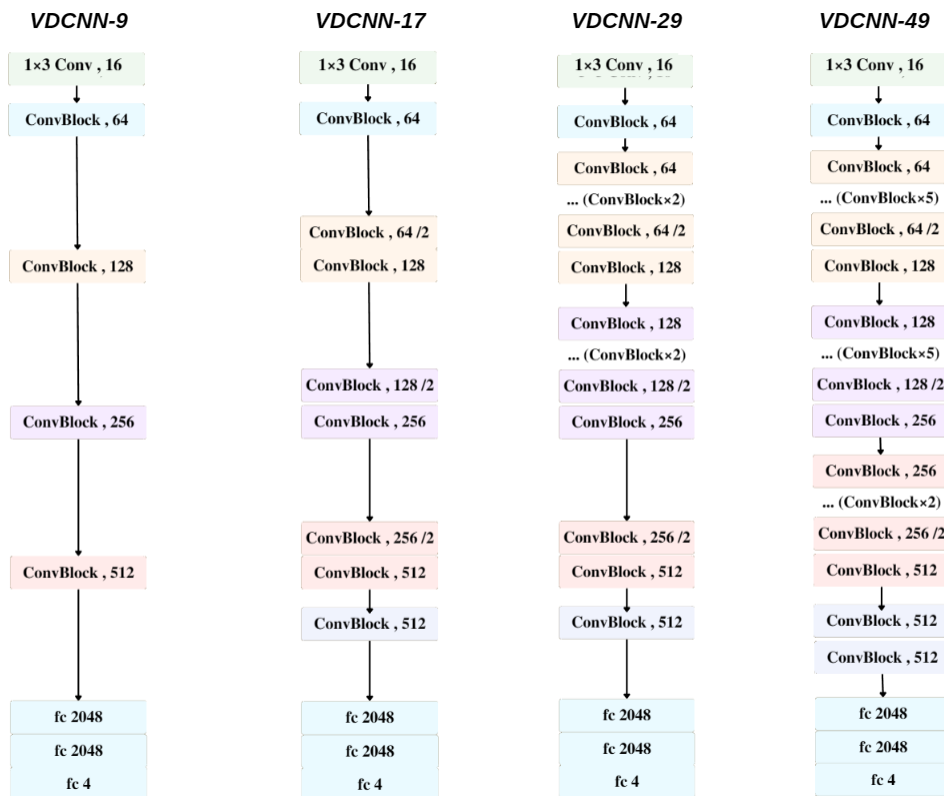 VDCNN-9
1×3 Conv , 16
ConvBlock , 64
ConvBlock , 128
ConvBlock , 256
ConvBlock , 512
fc 2048
fc 2048
fc 4
VDCNN-17
1×3 Conv , 16
ConvBlock , 64
ConvBlock , 64 /2
ConvBlock , 128
ConvBlock , 128 /2
ConvBlock , 256
ConvBlock , 256 /2
ConvBlock , 512
ConvBlock , 512
fc 2048
fc 2048
fc 4
VDCNN-29
1×3 Conv , 16
ConvBlock , 64
ConvBlock , 64
... (ConvBlock×2)
ConvBlock , 64 /2
ConvBlock , 128
ConvBlock , 128
... (ConvBlock×2)
ConvBlock , 128 /2
ConvBlock , 256
ConvBlock , 256 /2
ConvBlock , 512
ConvBlock , 512
fc 2048
fc 2048
fc 4
VDCNN-49
1×3 Conv , 16
ConvBlock , 64
ConvBlock , 64
... (ConvBlock×5)
ConvBlock , 64 /2
ConvBlock , 128
ConvBlock , 128
... (ConvBlock×5)
ConvBlock , 128 /2
ConvBlock , 256
ConvBlock , 256
... (ConvBlock×2)
ConvBlock , 256 /2
ConvBlock , 512
ConvBlock , 512
ConvBlock , 512
fc 2048
fc 2048
fc 4